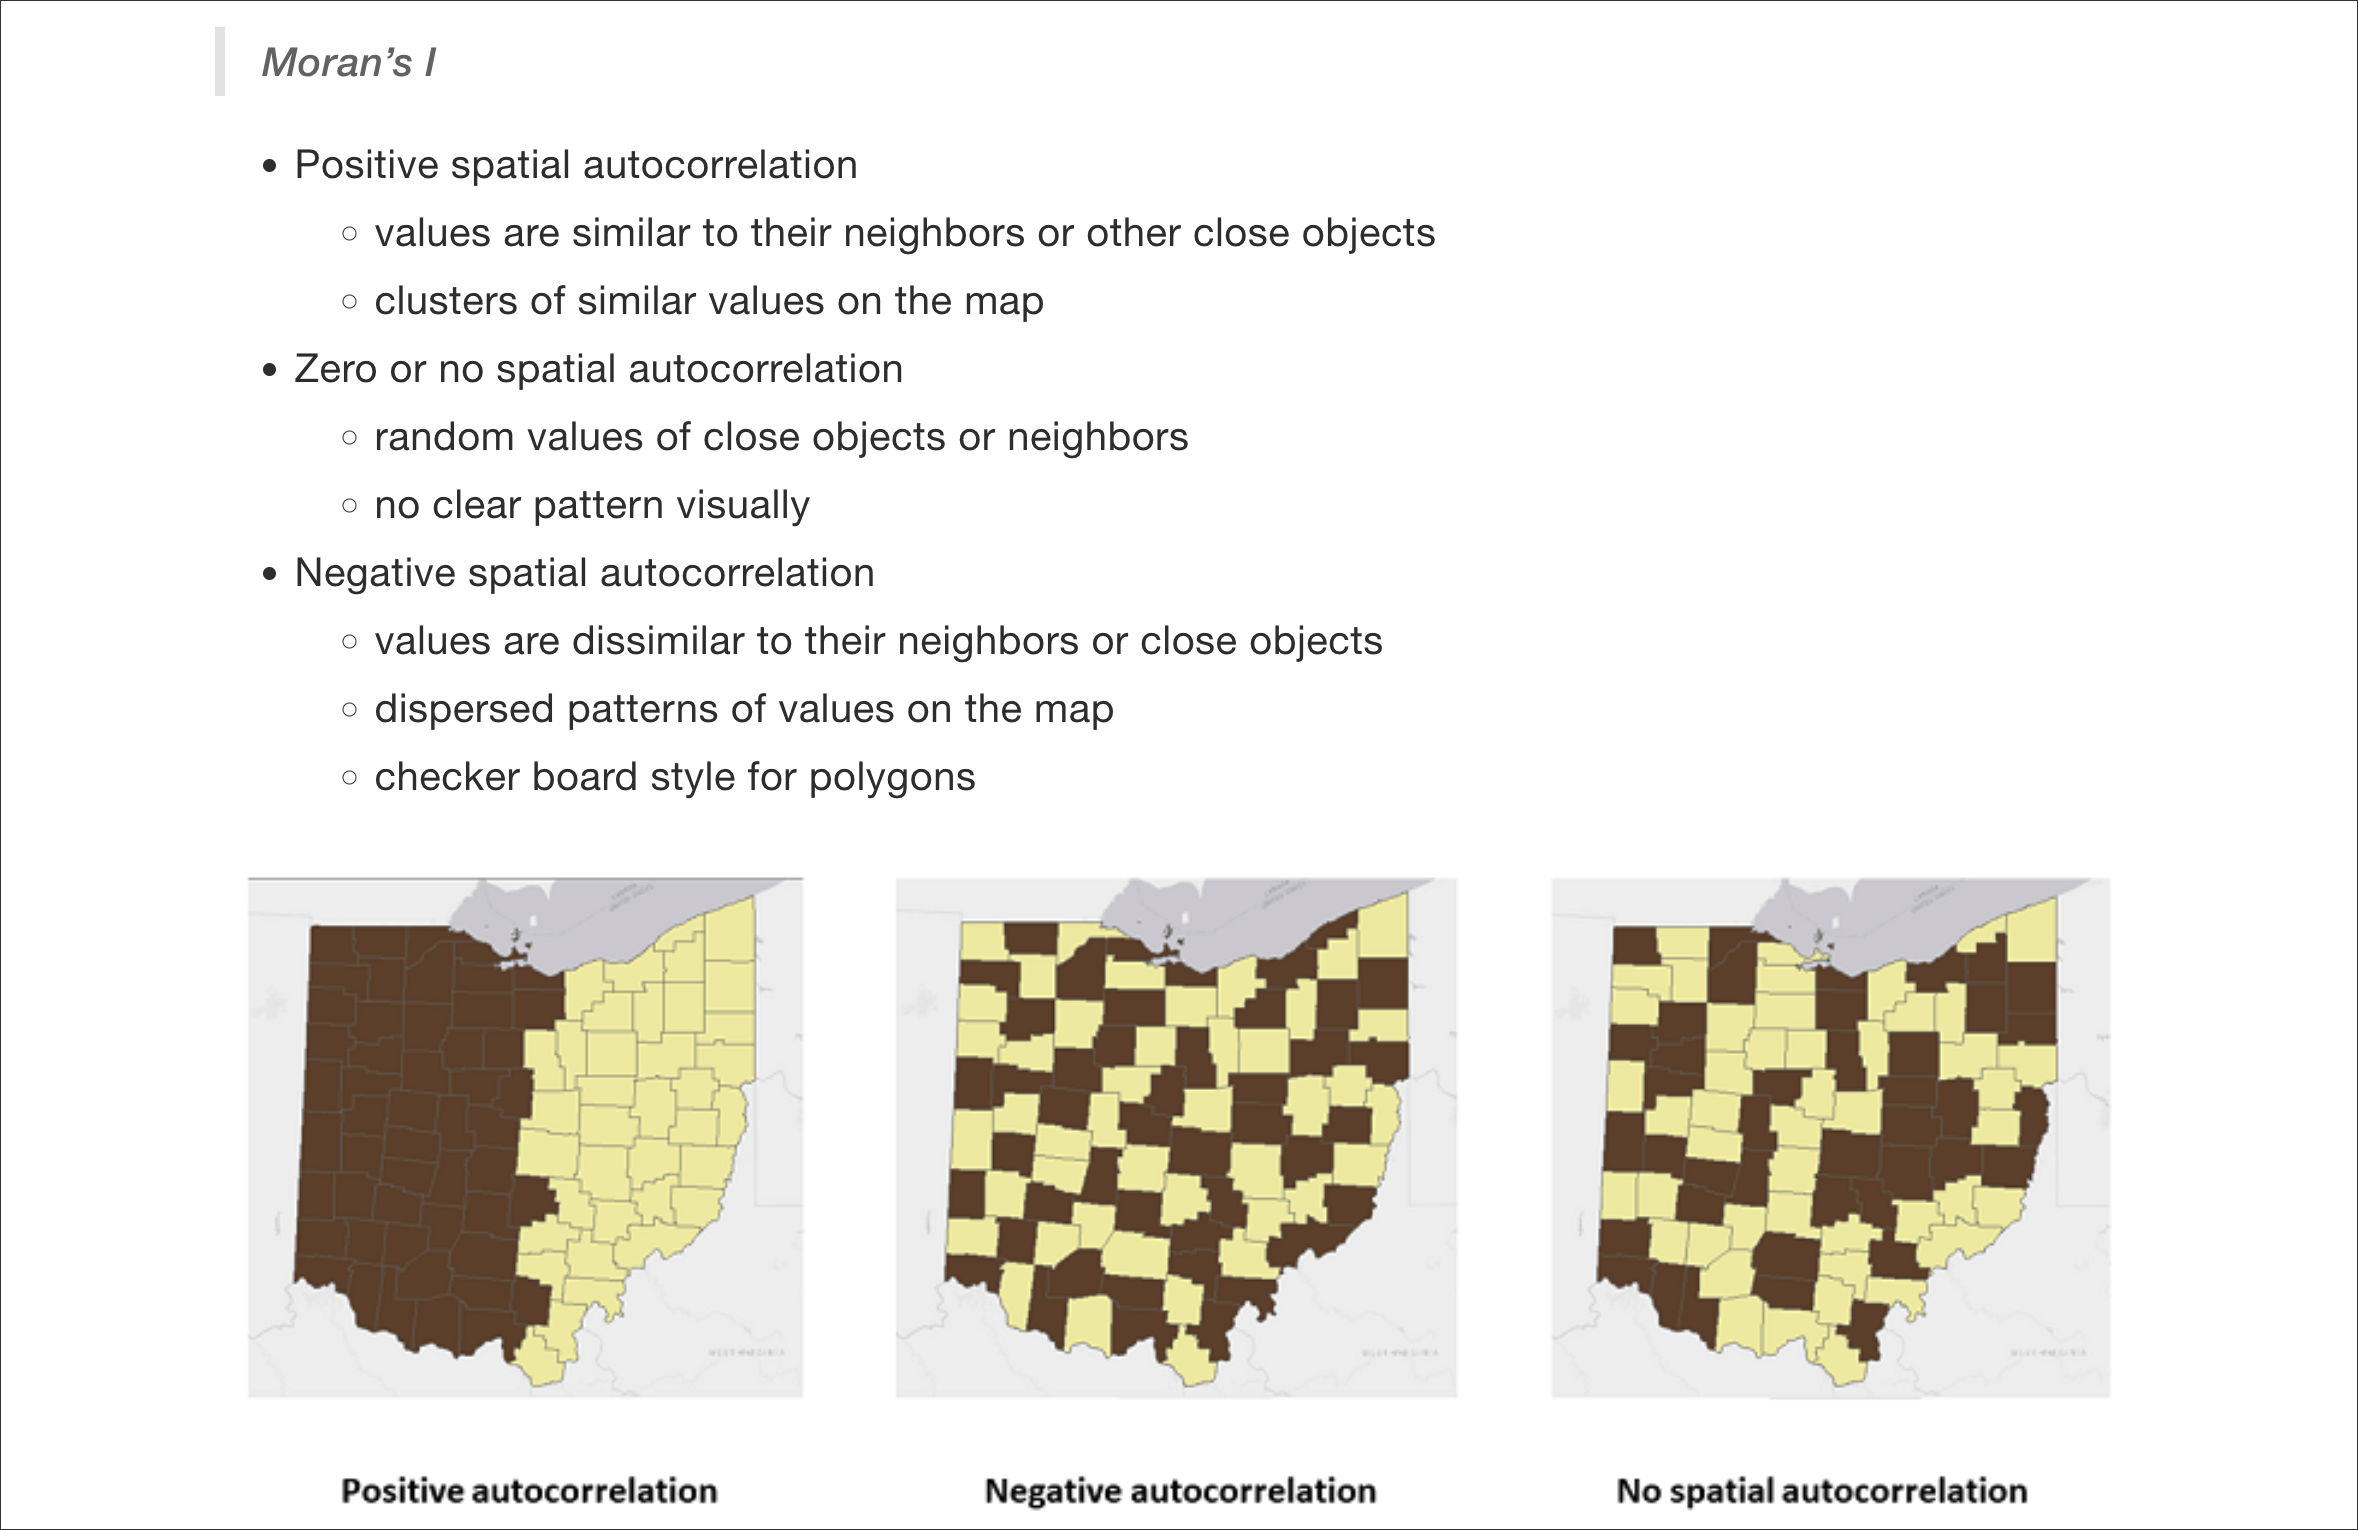 Moran’s I
• Positive spatial autocorrelation
◦ values are similar to their neighbors or other close objects
◦ clusters of similar values on the map
• Zero or no spatial autocorrelation
◦ random values of close objects or neighbors
◦ no clear pattern visually
• Negative spatial autocorrelation
◦ values are dissimilar to their neighbors or close objects
◦ dispersed patterns of values on the map
◦ checker board style for polygons
Positive autocorrelation
Negative autocorrelation
No spatial autocorrelation